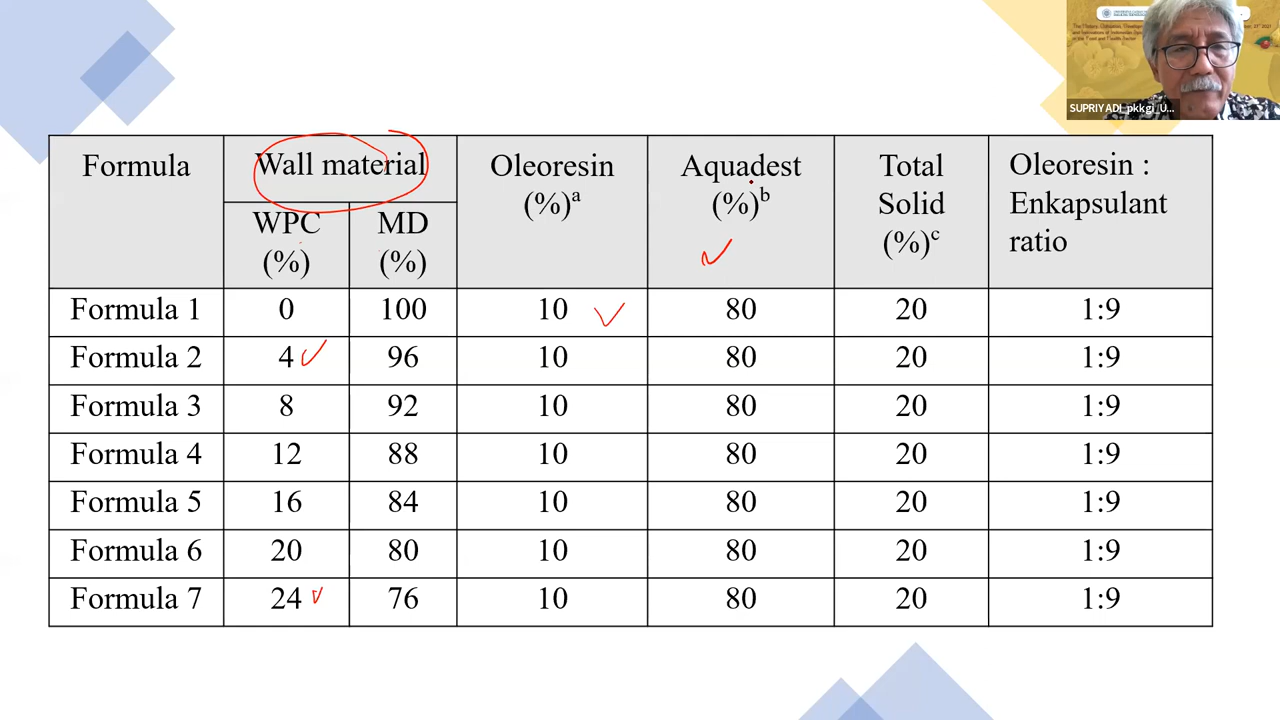 SUPRIYADI_pkkgi_U...
Formula
Wall material
Oleoresin
(%)a
Aquadest
(%)b
Total
Solid
(%)c
Oleoresin :
Enkapsulant
ratio
WPC
(%)
MD
(%)
Formula 1 0 100 10 80 20 1:9
Formula 2 4 96 10 80 20 1:9
Formula 3 8 92 10 80 20 1:9
Formula 4 12 88 10 80 20 1:9
Formula 5 16 84 10 80 20 1:9
Formula 6 20 80 10 80 20 1:9
Formula 7 24 76 10 80 20 1:9